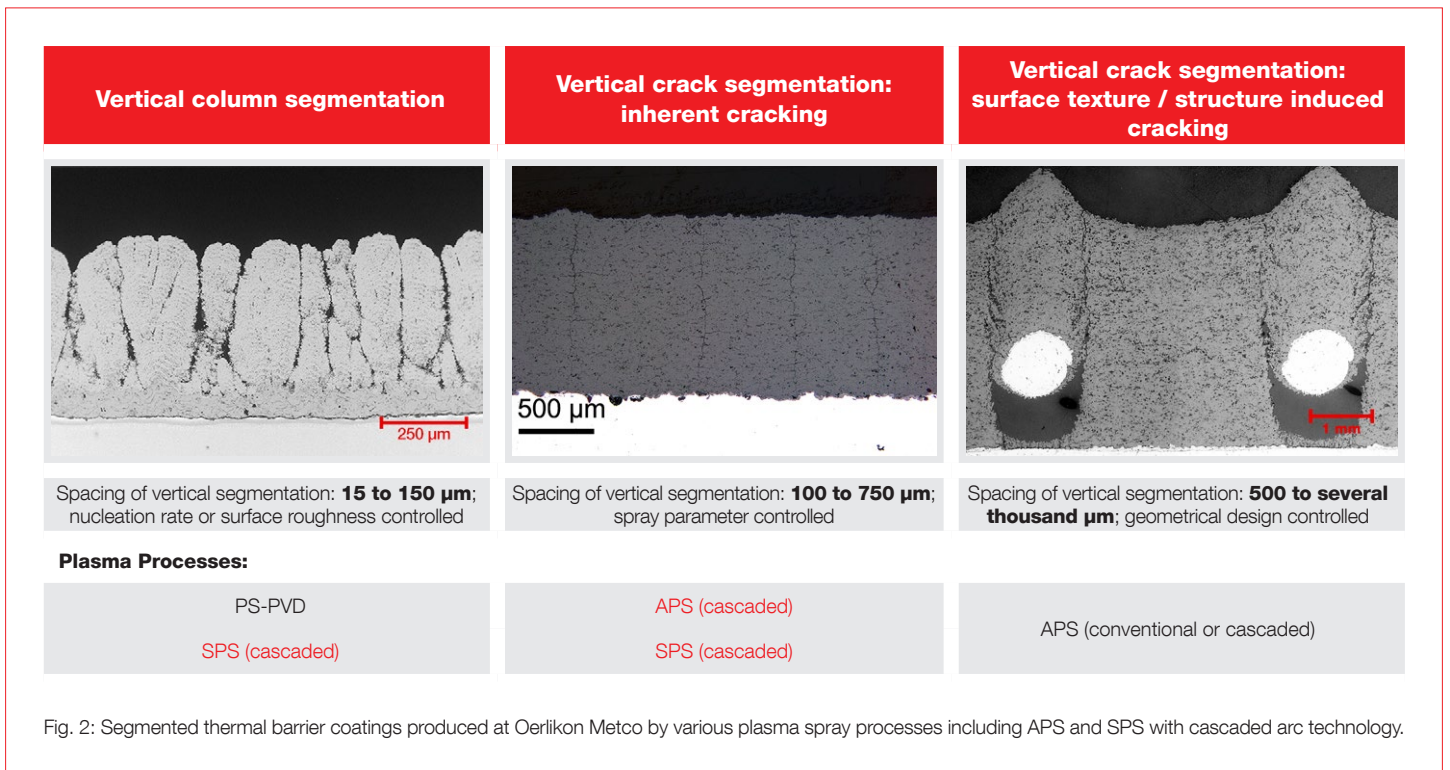 Vertical column segmentation
Vertical crack segmentation:
inherent cracking
Vertical crack segmentation:
surface texture / structure induced
cracking
250 µm
500 µm
1 mm
Spacing of vertical segmentation: 15 to 150 µm;
nucleation rate or surface roughness controlled
Spacing of vertical segmentation: 100 to 750 µm;
spray parameter controlled
Spacing of vertical segmentation: 500 to several
thousand µm; geometrical design controlled
Plasma Processes:
PS-PVD
SPS (cascaded)
APS (cascaded)
SPS (cascaded)
APS (conventional or cascaded)
Fig. 2: Segmented thermal barrier coatings produced at Oerlikon Metco by various plasma spray processes including APS and SPS with cascaded arc technology.